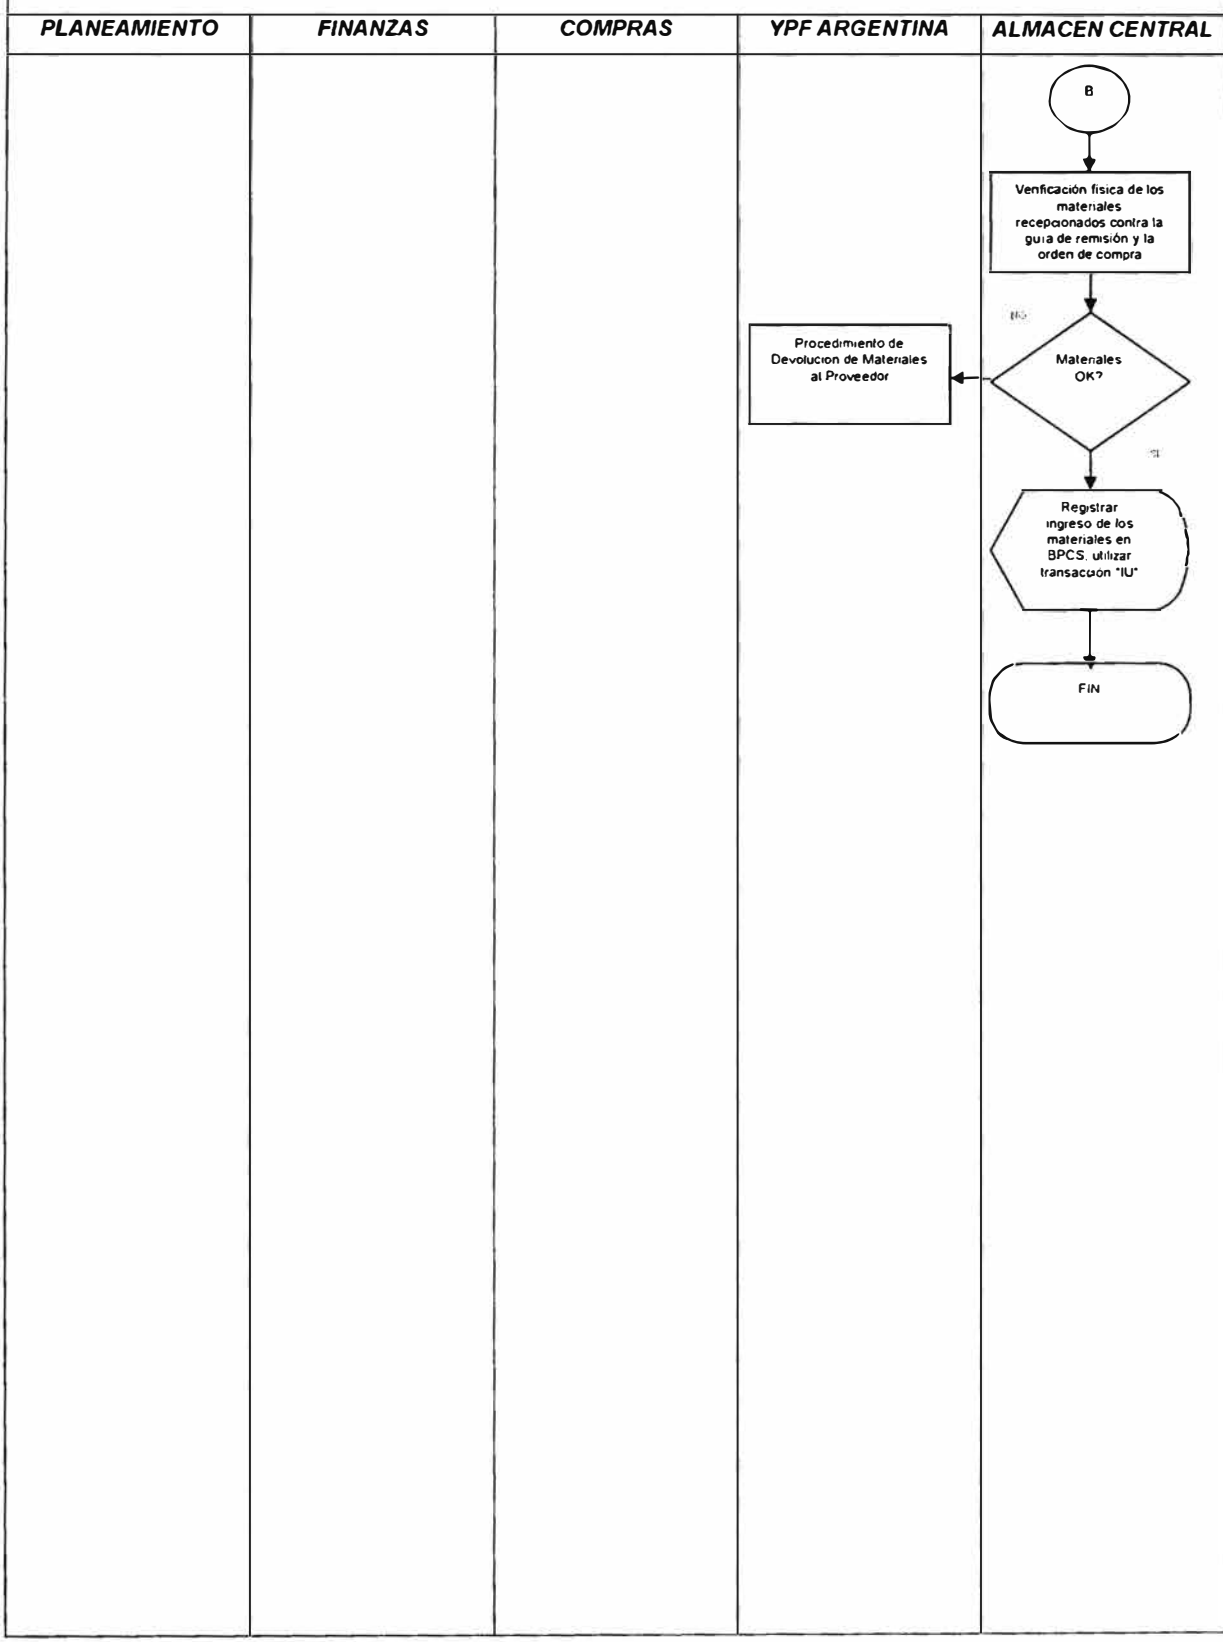 PLANEAMIENTO
FINANZAS
COMPRAS
YPF ARGENTINA
ALMACEN CENTRAL
B
Verificación fisica de los
materiales
recepcionados contra la
guia de remisión y la
orden de compra
NO
Procedimiento de
Devolucion de Materiales
al Proveedor
Materiales
OK?
SI
Registrar
ingreso de los
materiales en
BPCS, utilizar
transacción "IU"
FIN